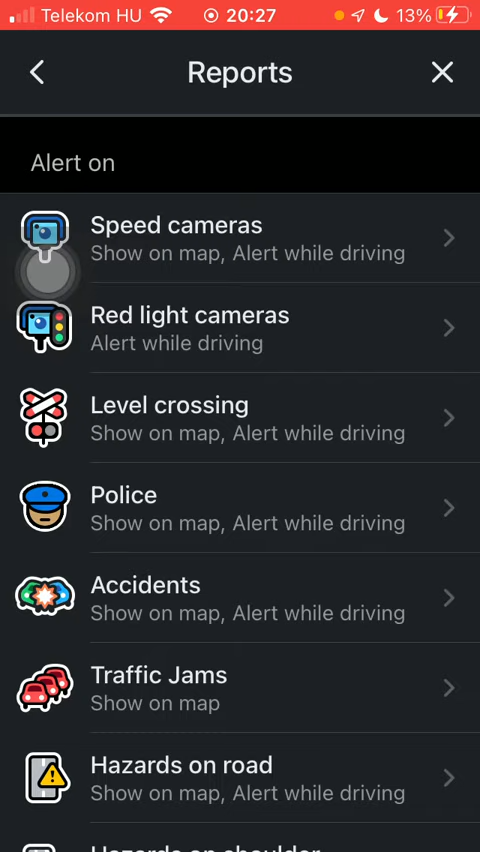 Telekom HU 20:27 13%
Reports
Alert on
Speed cameras
Show on map, Alert while driving
Red light cameras
Alert while driving
Level crossing
Show on map, Alert while driving
Police
Show on map, Alert while driving
Accidents
Show on map, Alert while driving
Traffic Jams
Show on map
Hazards on road
Show on map, Alert while driving
Hazards on shoulder